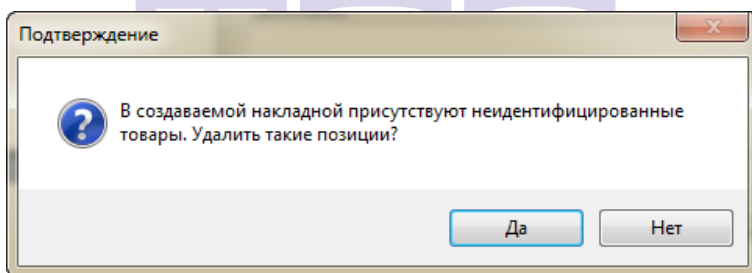 Подтверждение
В создаваемой накладной присутствуют неидентифицированные
товары. Удалить такие позиции?
Да
Нет